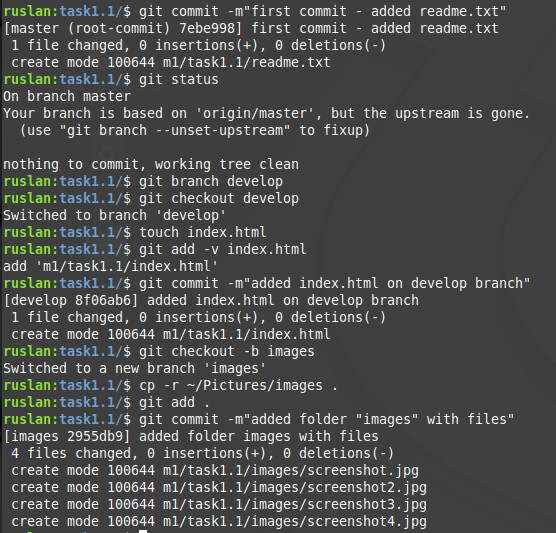 ruslan:task1.1/$ git commit -m"first commit - added readme.txt"
[master (root-commit) 7ebe998] first commit - added readme.txt
 1 file changed, 0 insertions(+), 0 deletions(-)
 create mode 100644 m1/task1.1/readme.txt
ruslan:task1.1/$ git status
On branch master
Your branch is based on 'origin/master', but the upstream is gone.
  (use "git branch --unset-upstream" to fixup)

nothing to commit, working tree clean
ruslan:task1.1/$ git branch develop
ruslan:task1.1/$ git checkout develop
Switched to branch 'develop'
ruslan:task1.1/$ touch index.html
ruslan:task1.1/$ git add -v index.html
add 'm1/task1.1/index.html'
ruslan:task1.1/$ git commit -m"added index.html on develop branch"
[develop 8f06ab6] added index.html on develop branch
 1 file changed, 0 insertions(+), 0 deletions(-)
 create mode 100644 m1/task1.1/index.html
ruslan:task1.1/$ git checkout -b images
Switched to a new branch 'images'
ruslan:task1.1/$ cp -r ~/Pictures/images .
ruslan:task1.1/$ git add .
ruslan:task1.1/$ git commit -m"added folder "images" with files"
[images 2955db9] added folder images with files
 4 files changed, 0 insertions(+), 0 deletions(-)
 create mode 100644 m1/task1.1/images/screenshot.jpg
 create mode 100644 m1/task1.1/images/screenshot2.jpg
 create mode 100644 m1/task1.1/images/screenshot3.jpg
 create mode 100644 m1/task1.1/images/screenshot4.jpg